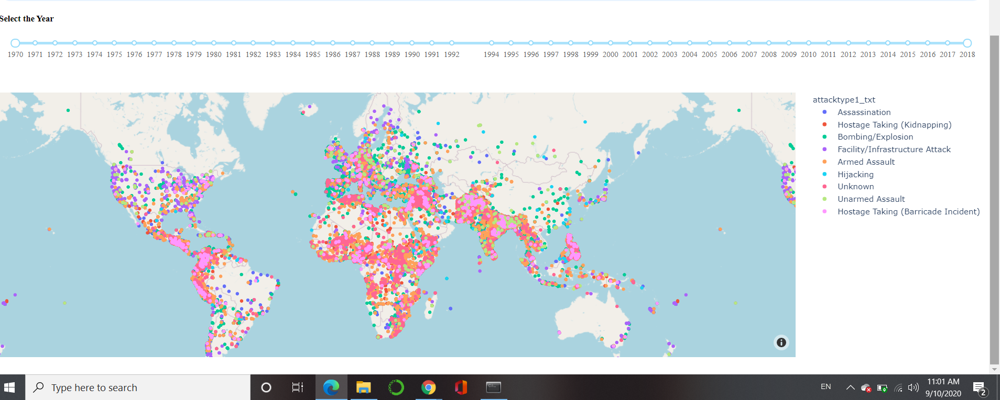 Select the Year
1970 1971 1972 1973 1974 1975 1976 1977 1978 1979 1980 1981 1982 1983 1984 1985 1986 1987 1988 1989 1990 1991 1992 1994 1995 1996 1997 1998 1999 2000 2001 2002 2003 2004 2005 2006 2007 2008 2009 2010 2011 2012 2013 2014 2015 2016 2017 2018
attacktype1_txt
Assassination
Hostage Taking (Kidnapping)
Bombing/Explosion
Facility/Infrastructure Attack
Armed Assault
Hijacking
Unknown
Unarmed Assault
Hostage Taking (Barricade Incident)
Type here to search
EN
11:01 AM
9/10/2020
2